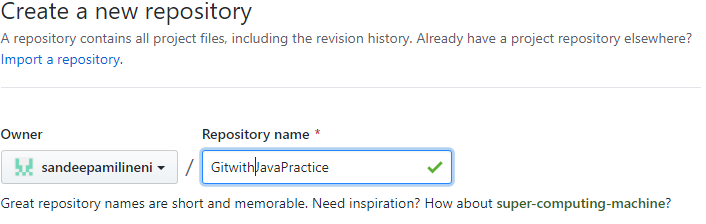 Create a new repository
A repository contains all project files, including the revision history. Already have a project repository elsewhere?
Import a repository.
Owner Repository name *
sandeepamilineni / GitwithJavaPractice
Great repository names are short and memorable. Need inspiration? How about super-computing-machine?